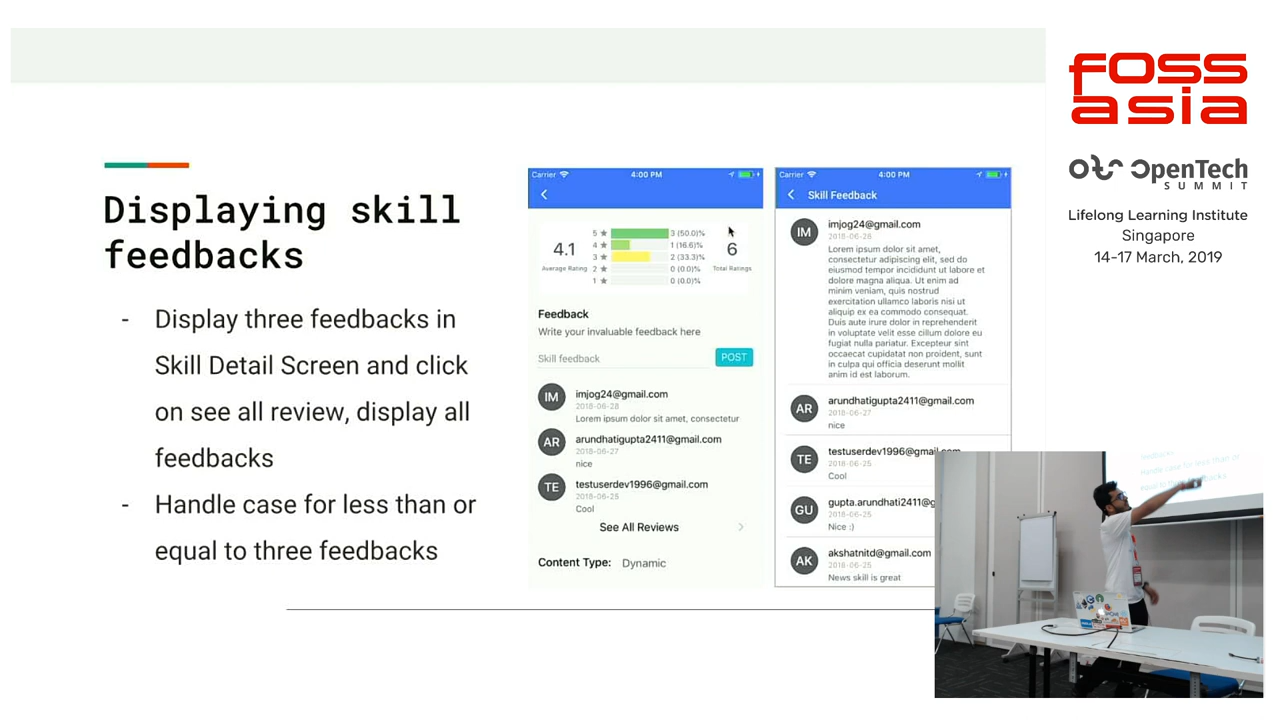 Displaying skill
feedbacks
- Display three feedbacks in
Skill Detail Screen and click
on see all review, display all
feedbacks
- Handle case for less than or
equal to three feedbacks
Carrier 4:00 PM
4.1
Average Rating
5 ★ 3 (50.0)%
4 ★ 1 (16.6)%
3 ★ 2 (33.3)%
2 ★ 0 (0.0)%
1 ★ 0 (0.0)%
6
Total Ratings
Feedback
Write your invaluable feedback here
Skill feedback POST
IM imjog24@gmail.com
2018-06-28
Lorem ipsum dolor sit amet, consectetur
AR arundhatigupta2411@gmail.com
2018-06-27
nice
TE testuserdev1996@gmail.com
2018-06-25
Cool
See All Reviews
Content Type: Dynamic
Carrier 4:00 PM
Skill Feedback
IM imjog24@gmail.com
2018-06-28
Lorem ipsum dolor sit amet,
consectetur adipiscing elit, sed do
eiusmod tempor incididunt ut labore et
dolore magna aliqua. Ut enim ad
minim veniam, quis nostrud
exercitation ullamco laboris nisi ut
aliquip ex ea commodo consequat.
Duis aute irure dolor in reprehenderit
in voluptate velit esse cillum dolore eu
fugiat nulla pariatur. Excepteur sint
occaecat cupidatat non proident, sunt
in culpa qui officia deserunt mollit
anim id est laborum.
AR arundhatigupta2411@gmail.com
2018-06-27
nice
TE testuserdev1996@gmail.com
2018-06-25
Cool
GU gupta.arundhati2411@g
2018-06-25
Nice :)
AK akshatnitd@gmail.com
2018-06-25
News skill is great
fOSS
asia
OpenTech
SUMMIT
Lifelong Learning Institute
Singapore
14-17 March, 2019
feedbacks
Handle case for less than or
equal to three feedbacks